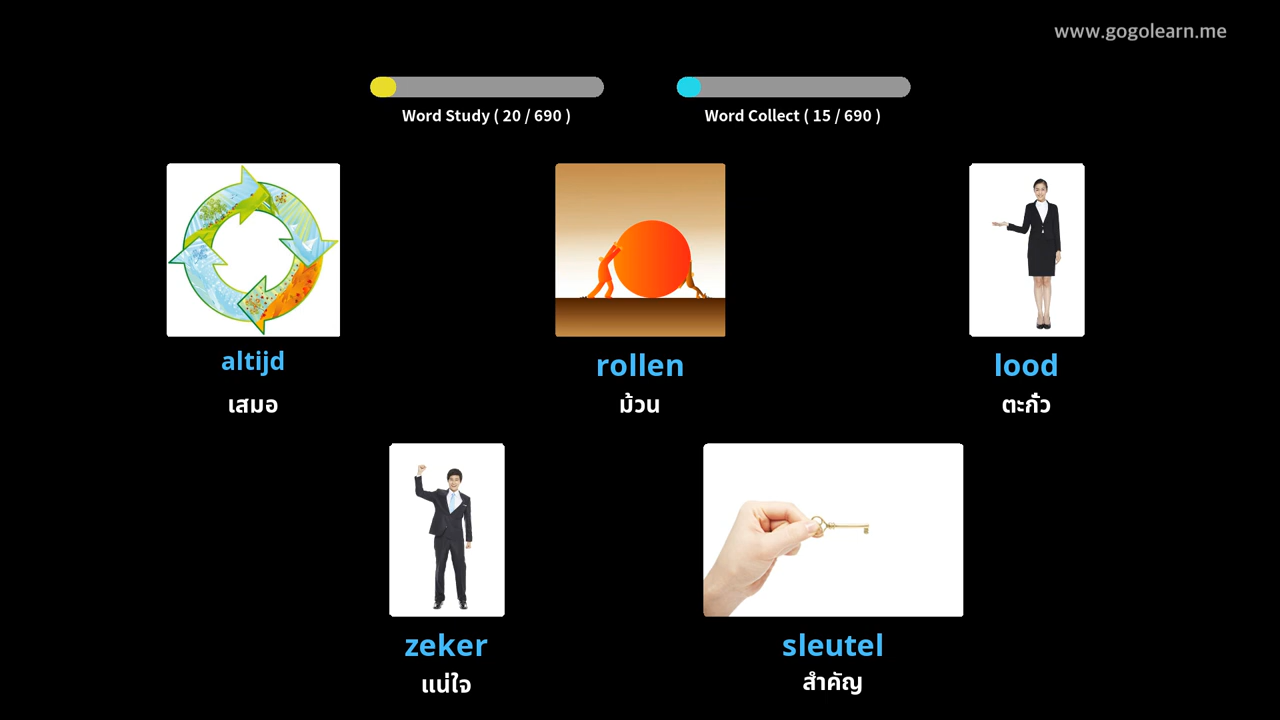 www.gogolearn.me
Word Study ( 20 / 690 )
Word Collect ( 15 / 690 )
altijd
เสมอ
rollen
ม้วน
lood
ตะกั่ว
zeker
แน่ใจ
sleutel
สำคัญ